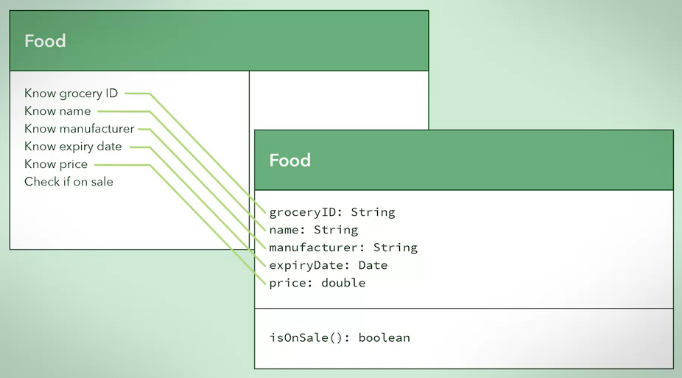 Food
Know grocery ID
Know name
Know manufacturer
Know expiry date
Know price
Check if on sale
Food
groceryID: String
name: String
manufacturer: String
expiryDate: Date
price: double
isOnSale(): boolean